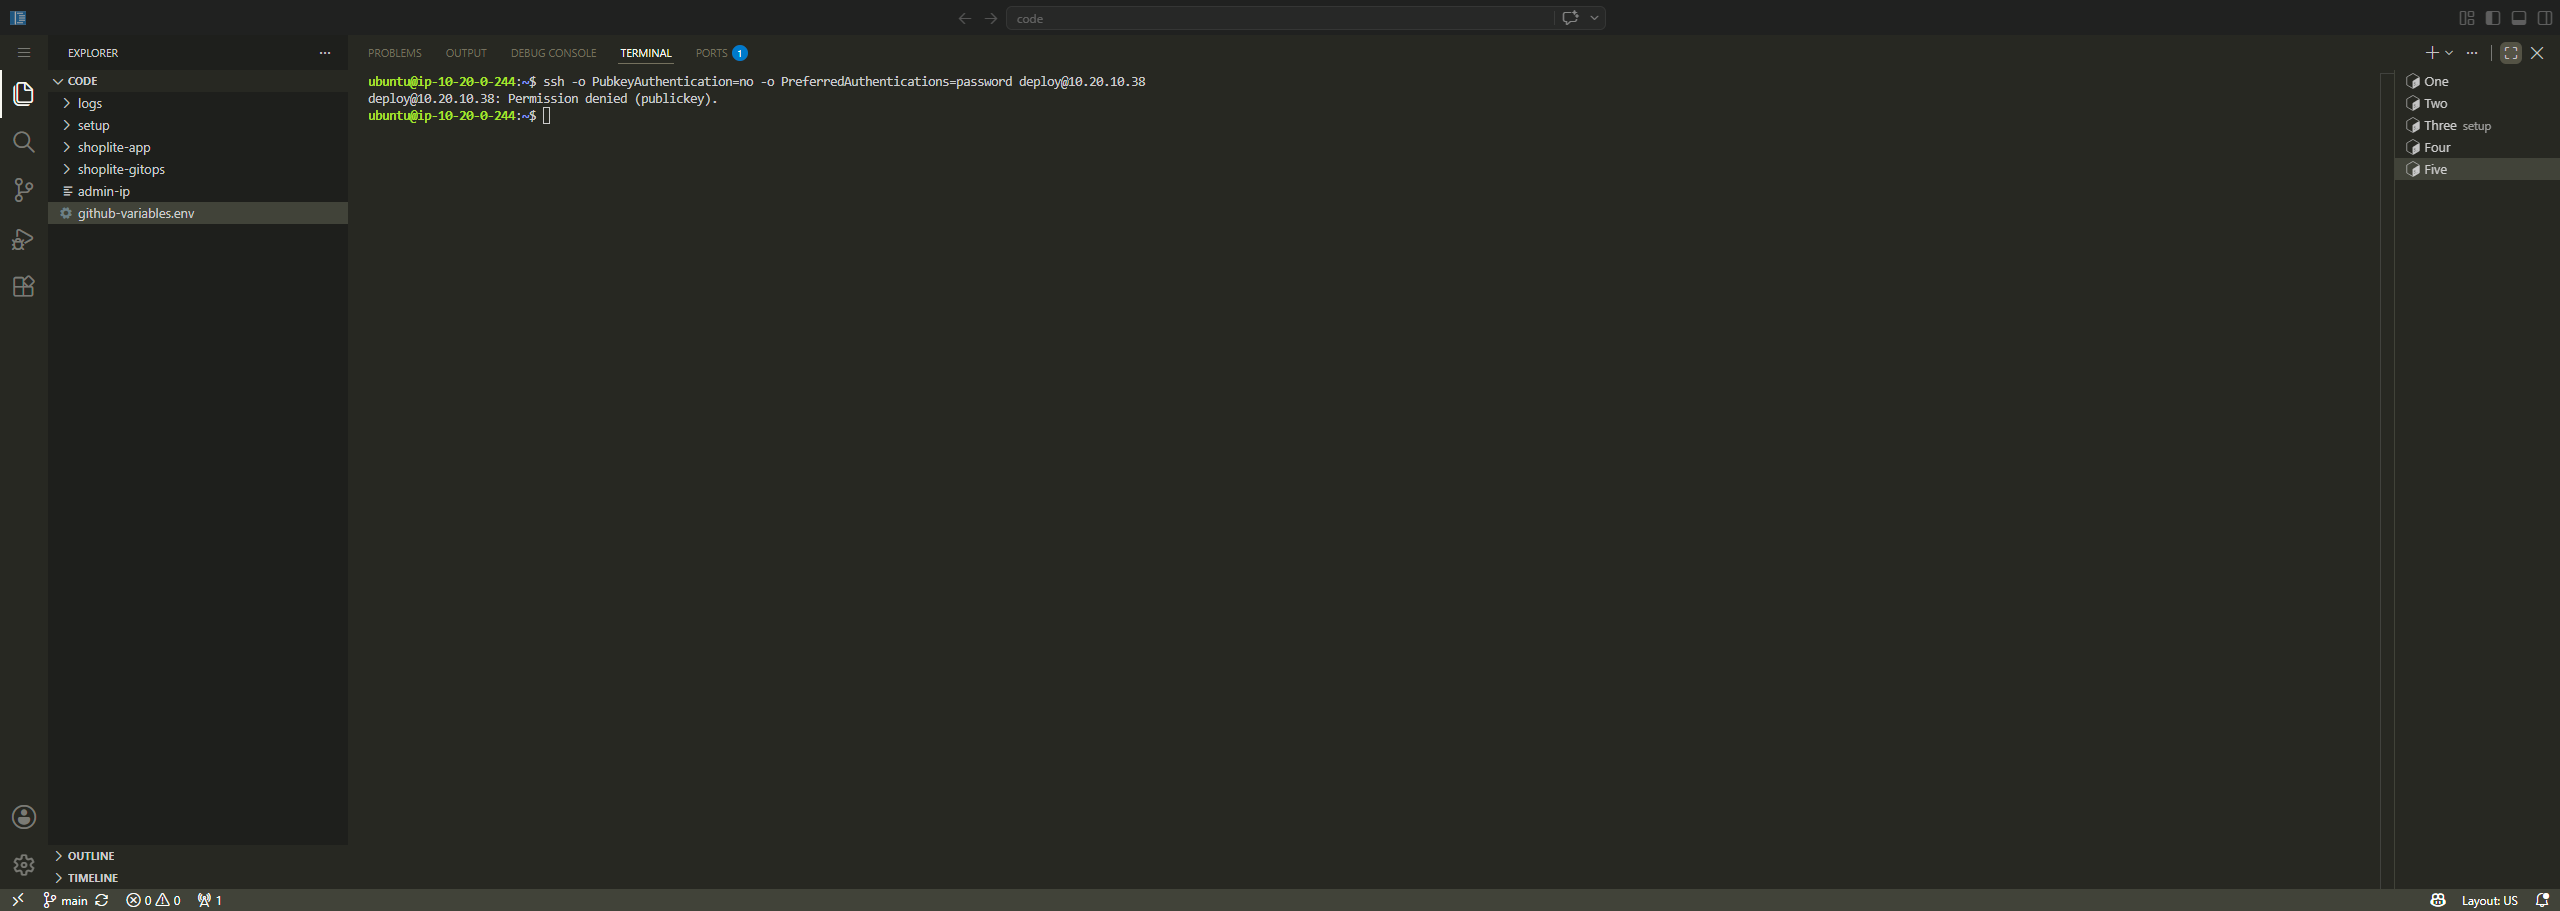 code
EXPLORER
CODE
logs
setup
shoplite-app
shoplite-gitops
admin-ip
github-variables.env
OUTLINE
TIMELINE
PROBLEMS OUTPUT DEBUG CONSOLE TERMINAL PORTS 1
ubuntu@ip-10-20-0-244:~$ ssh -o PubkeyAuthentication=no -o PreferredAuthentications=password deploy@10.20.10.38
deploy@10.20.10.38: Permission denied (publickey).
ubuntu@ip-10-20-0-244:~$
One
Two
Three setup
Four
Five
main 0 0 1 Layout: US